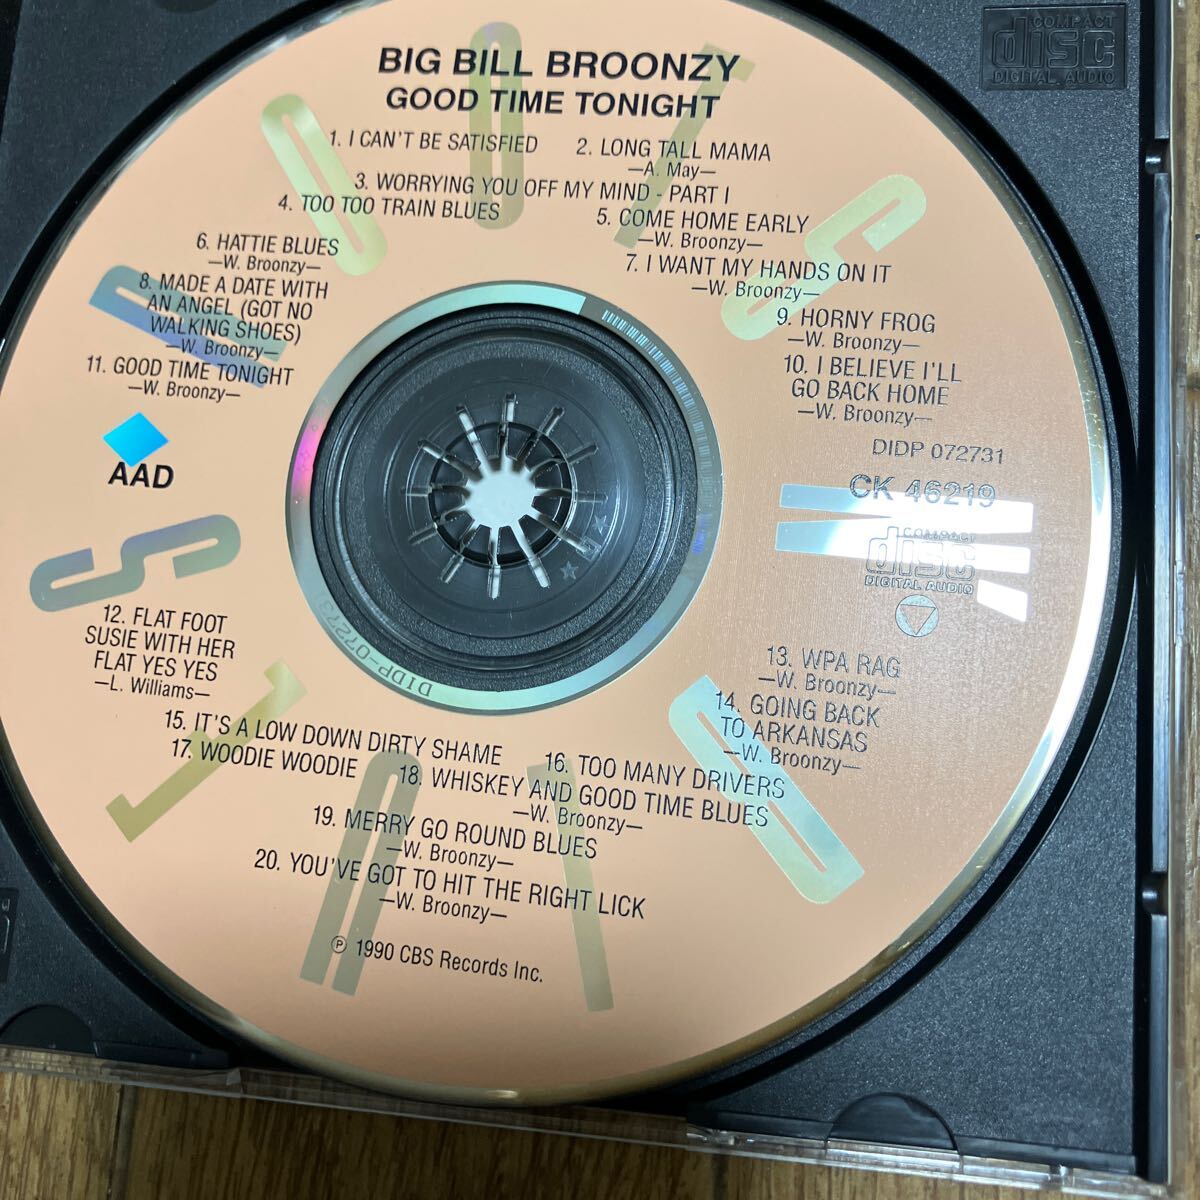 BIG BILL BROONZY
GOOD TIME TONIGHT
1. I CAN'T BE SATISFIED
2. LONG TALL MAMA
—A. May—
3. WORRYING YOU OFF MY MIND - PART I
4. TOO TOO TRAIN BLUES
5. COME HOME EARLY
—W. Broonzy—
6. HATTIE BLUES
—W. Broonzy—
7. I WANT MY HANDS ON IT
—W. Broonzy—
8. MADE A DATE WITH
AN ANGEL (GOT NO
WALKING SHOES)
—W. Broonzy—
9. HORNY FROG
—W. Broonzy—
10. I BELIEVE I'LL
GO BACK HOME
—W. Broonzy—
11. GOOD TIME TONIGHT
—W. Broonzy—
AAD
DIDP 072731
CK 46219
COMPACT
disc
DIGITAL AUDIO
12. FLAT FOOT
SUSIE WITH HER
FLAT YES YES
—L. Williams—
13. WPA RAG
—W. Broonzy—
14. GOING BACK
TO ARKANSAS
—W. Broonzy—
15. IT'S A LOW DOWN DIRTY SHAME
16. TOO MANY DRIVERS
17. WOODIE WOODIE
18. WHISKEY AND GOOD TIME BLUES
—W. Broonzy—
19. MERRY GO ROUND BLUES
—W. Broonzy—
20. YOU'VE GOT TO HIT THE RIGHT LICK
—W. Broonzy—
℗ 1990 CBS Records Inc.
COMPACT
disc
DIGITAL AUDIO